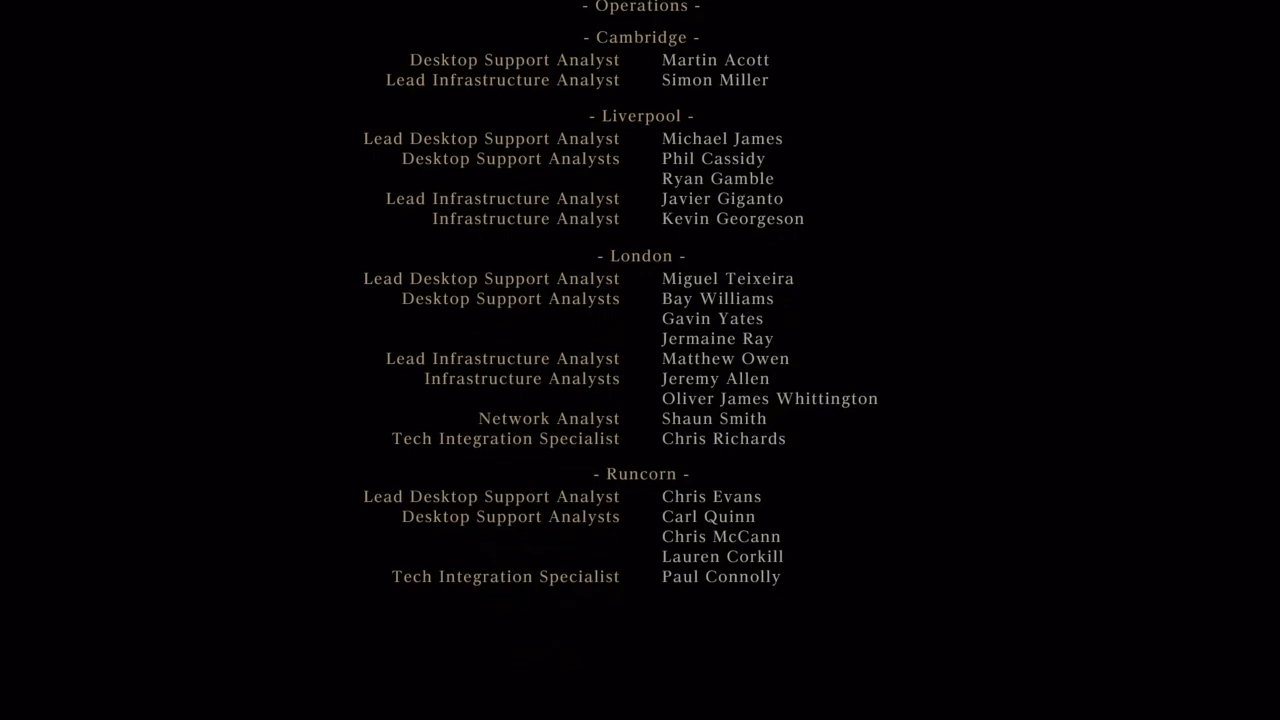 - Operations -
- Cambridge -
Desktop Support Analyst Martin Acott
Lead Infrastructure Analyst Simon Miller
- Liverpool -
Lead Desktop Support Analyst Michael James
Desktop Support Analysts Phil Cassidy
Ryan Gamble
Lead Infrastructure Analyst Javier Giganto
Infrastructure Analyst Kevin Georgeson
- London -
Lead Desktop Support Analyst Miguel Teixeira
Desktop Support Analysts Bay Williams
Gavin Yates
Jermaine Ray
Lead Infrastructure Analyst Matthew Owen
Infrastructure Analysts Jeremy Allen
Oliver James Whittington
Network Analyst Shaun Smith
Tech Integration Specialist Chris Richards
- Runcorn -
Lead Desktop Support Analyst Chris Evans
Desktop Support Analysts Carl Quinn
Chris McCann
Lauren Corkill
Tech Integration Specialist Paul Connolly